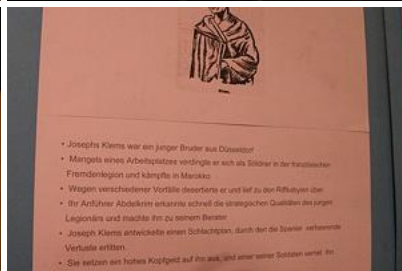 • Josephs Klems war ein junger Bruder aus Düsseldorf
• Mangels eines Arbeitsplatzes verdingte er sich als Söldner in der französischen
Fremdenlegion und kämpfte in Marokko
• Wegen verschiedener Vorfälle desertierte er und lief zu den Rifkabylen über
• Ihr Anführer Abdelkrim erkannte schnell die strategischen Qualitäten des jungen
Legionärs und machte ihn zu seinem Berater
• Joseph Klems entwickelte einen Schlachtplan, durch den die Spanier verheerende
Verluste erlitten
• Sie setzen ein hohes Kopfgeld auf ihn aus, und einer seiner Soldaten verriet ihn